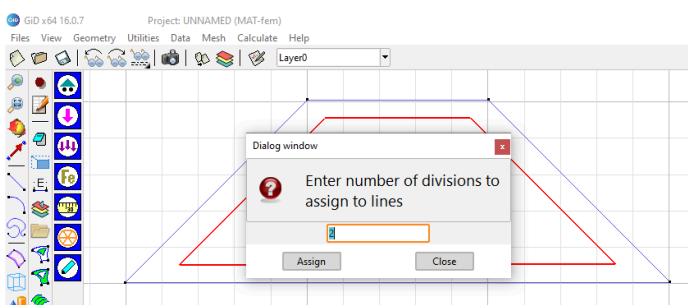 GiD x64 16.0.7 Project: UNNAMED (MAT-fem)
Files View Geometry Utilities Data Mesh Calculate Help
Layer0
Dialog window
x
Enter number of divisions to
assign to lines
2
Assign Close
E
Fe